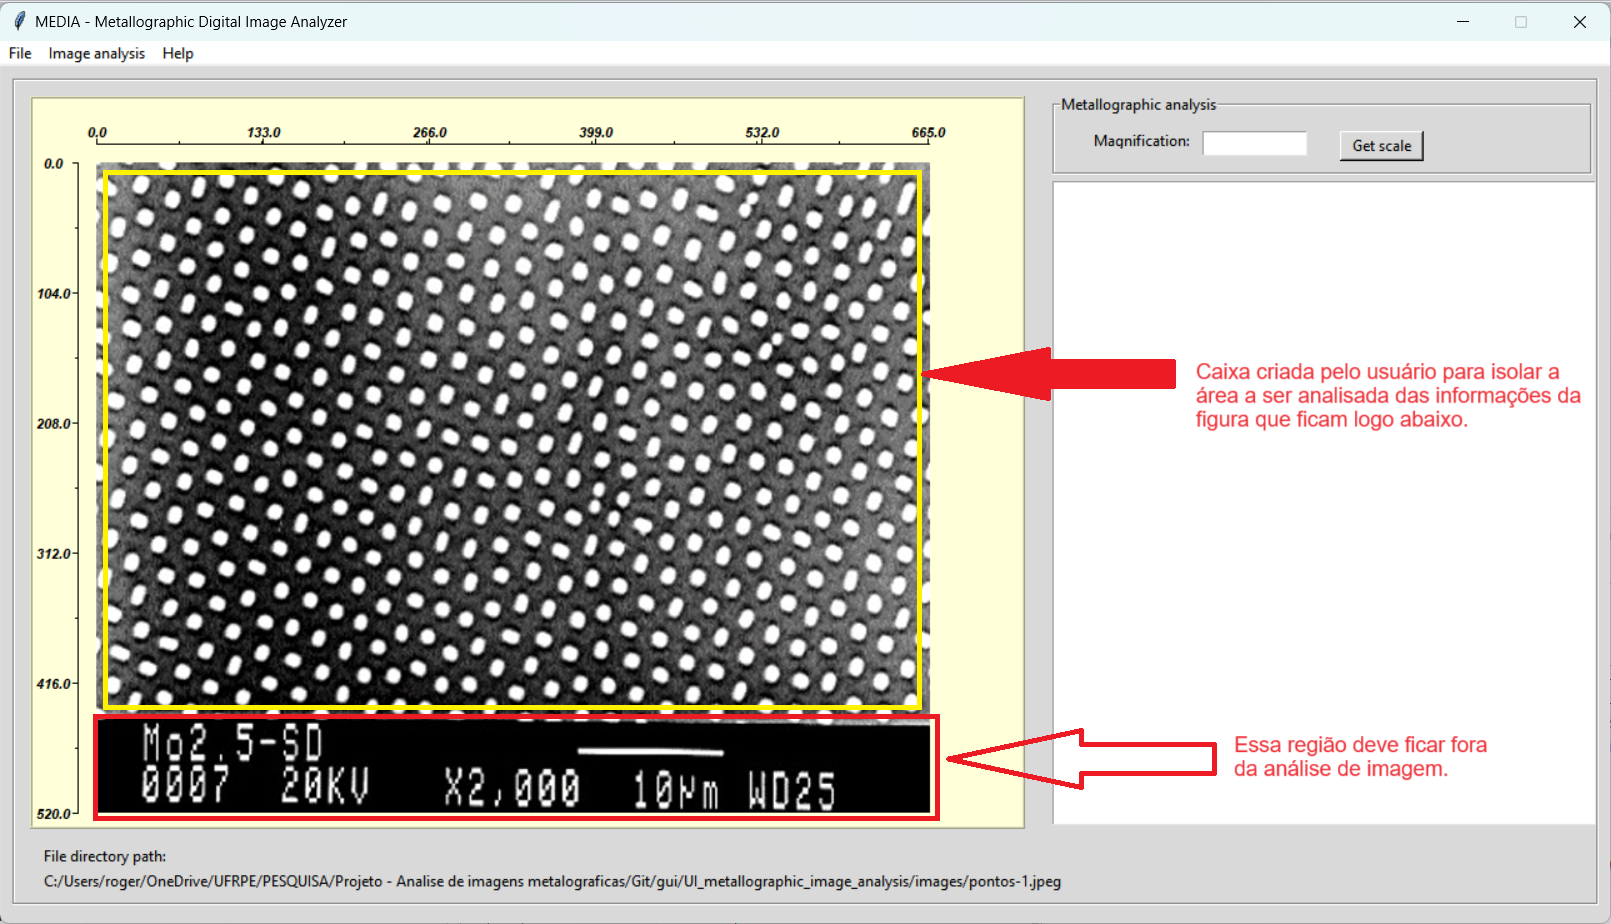 MEDIA - Metallographic Digital Image Analyzer
File Image analysis Help
Metallographic analysis
Magnification: Get scale
0.0 133.0 266.0 399.0 532.0 665.0
0.0
104.0
208.0
312.0
416.0
520.0
Caixa criada pelo usuário para isolar a
área a ser analisada das informações da
figura que ficam logo abaixo.
Mo2.5-SD
0007 20KV X2,000 10µm WD25
Essa região deve ficar fora
da análise de imagem.
File directory path:
C:/Users/roger/OneDrive/UFRPE/PESQUISA/Projeto - Analise de imagens metalograficas/Git/gui/UI_metallographic_image_analysis/images/pontos-1.jpeg